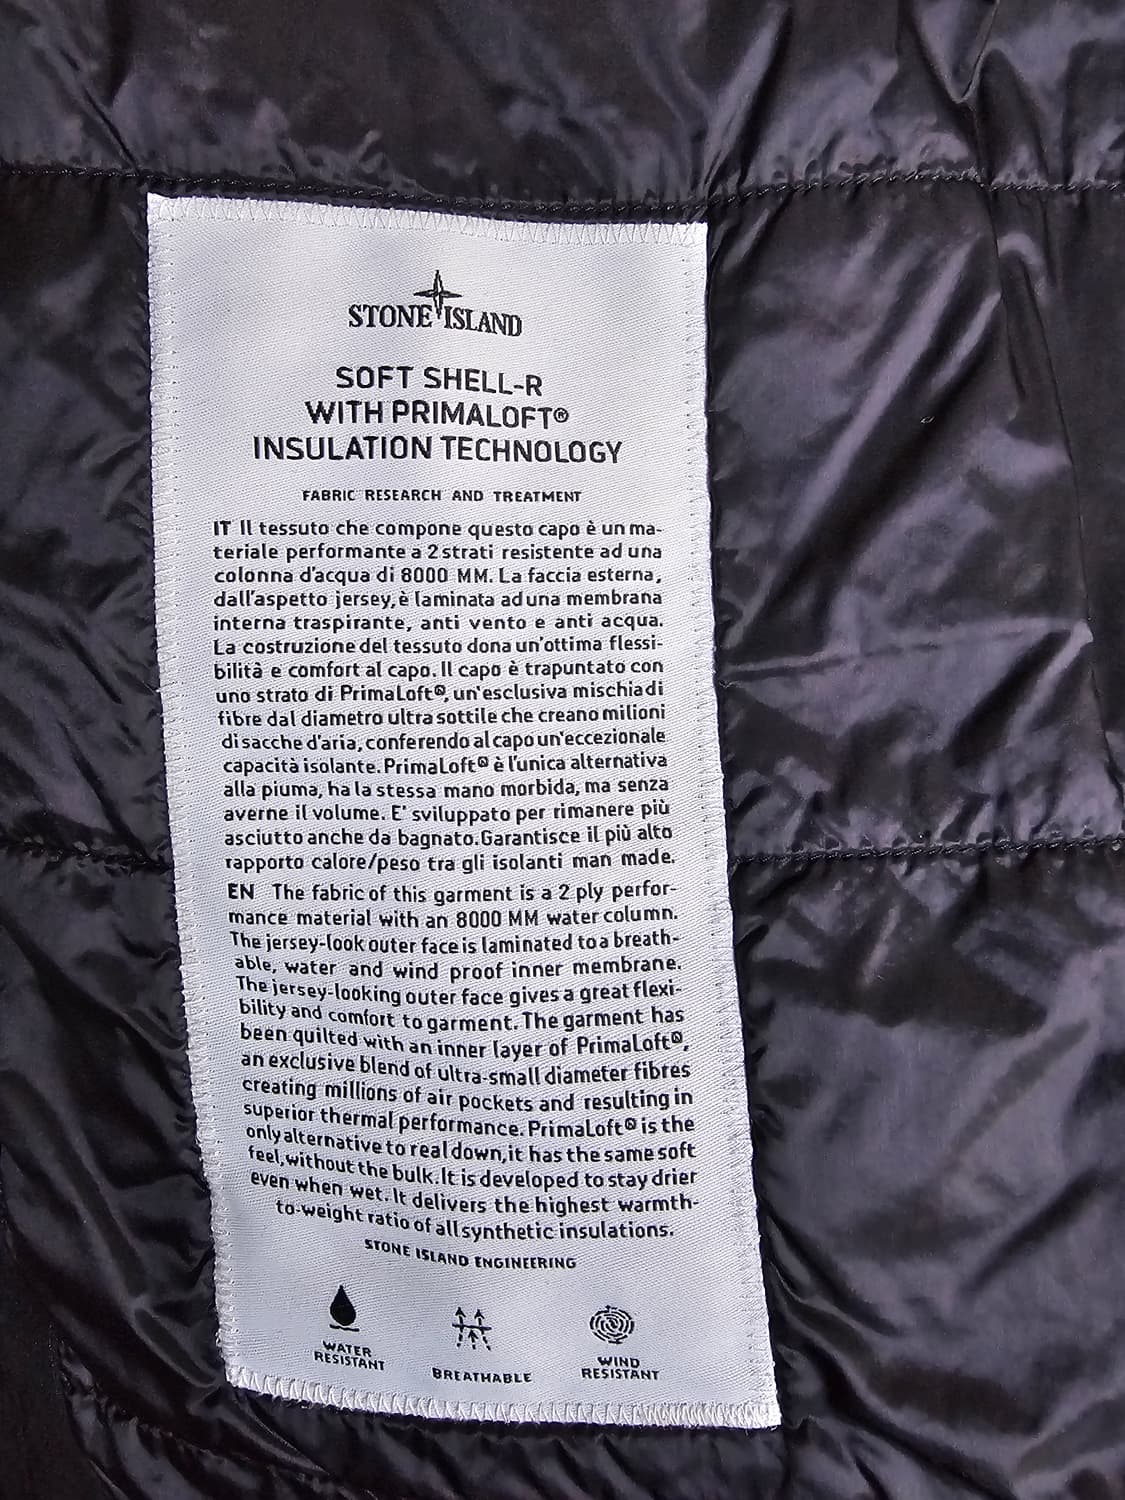 STONE ISLAND
SOFT SHELL-R
WITH PRIMALOFT®
INSULATION TECHNOLOGY
FABRIC RESEARCH AND TREATMENT
IT Il tessuto che compone questo capo è un ma-
teriale performante a 2 strati resistente ad una
colonna d'acqua di 8000 MM. La faccia esterna,
dall'aspetto jersey, è laminata ad una membrana
interna traspirante, anti vento e anti acqua.
La costruzione del tessuto dona un'ottima flessi-
bilità e comfort al capo. Il capo è trapuntato con
uno strato di PrimaLoft®, un'esclusiva mischia di
fibre dal diametro ultra sottile che creano milioni
di sacche d'aria, conferendo al capo un'eccezionale
capacità isolante. PrimaLoft® è l'unica alternativa
alla piuma, ha la stessa mano morbida, ma senza
averne il volume. E' sviluppato per rimanere più
asciutto anche da bagnato. Garantisce il più alto
rapporto calore/peso tra gli isolanti man made.
EN The fabric of this garment is a 2 ply perfor-
mance material with an 8000 MM water column.
The jersey-look outer face is laminated to a breath-
able, water and wind proof inner membrane.
The jersey-looking outer face gives a great flexi-
bility and comfort to garment. The garment has
been quilted with an inner layer of PrimaLoft®,
an exclusive blend of ultra-small diameter fibres
creating millions of air pockets and resulting in
superior thermal performance. PrimaLoft® is the
only alternative to real down, it has the same soft
feel, without the bulk. It is developed to stay drier
even when wet. It delivers the highest warmth-
to-weight ratio of all synthetic insulations.
STONE ISLAND ENGINEERING
WATER
RESISTANT
BREATHABLE
WIND
RESISTANT